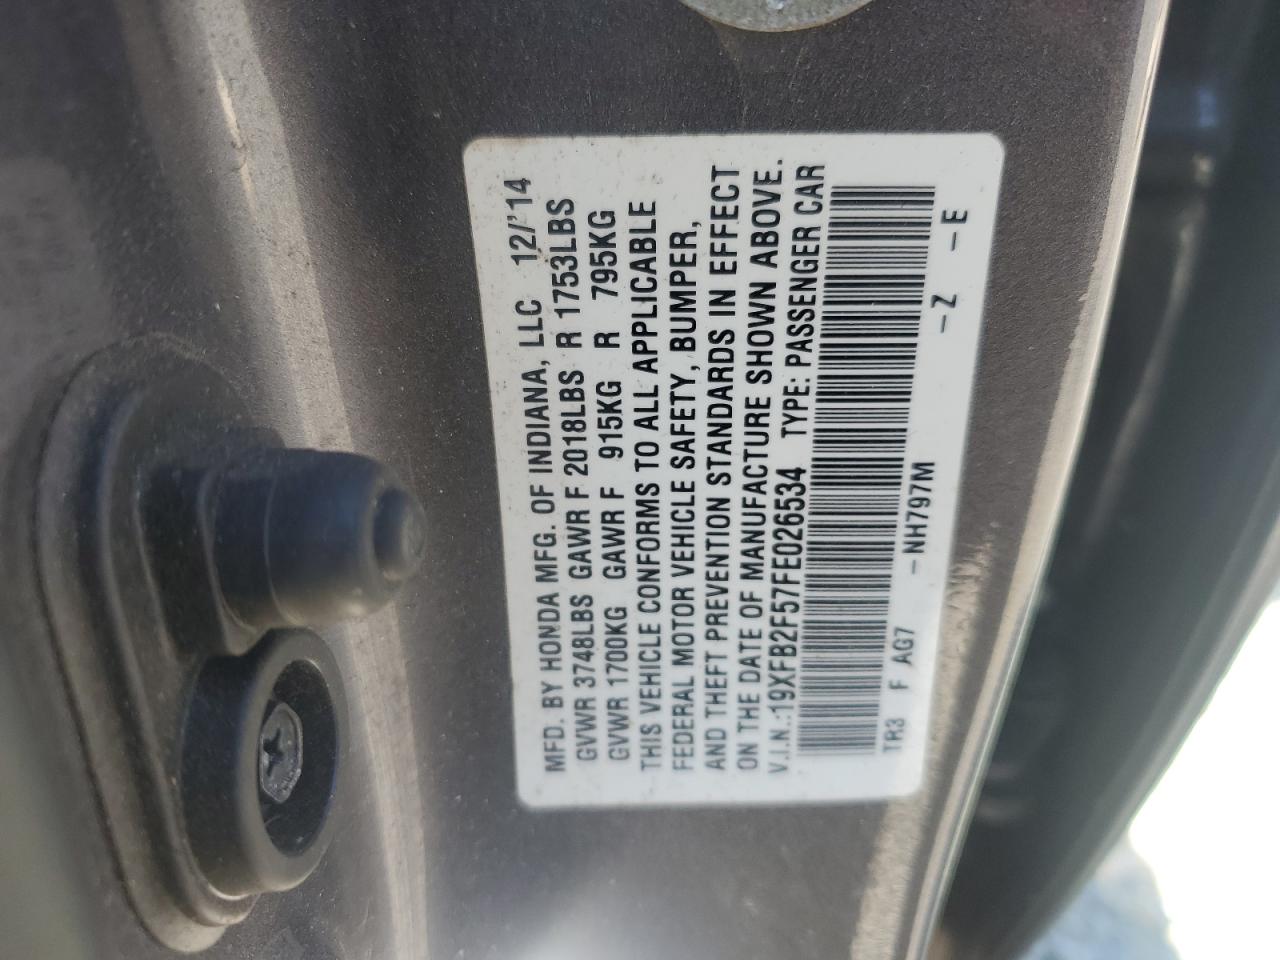 MFD. BY HONDA MFG. OF INDIANA, LLC 12/'14
GVWR 3748LBS GAWR F 2018LBS R 1753LBS
GVWR 1700KG GAWR F 915KG R 795KG
THIS VEHICLE CONFORMS TO ALL APPLICABLE
FEDERAL MOTOR VEHICLE SAFETY, BUMPER,
AND THEFT PREVENTION STANDARDS IN EFFECT
ON THE DATE OF MANUFACTURE SHOWN ABOVE.
V.I.N.:19XFB2F57FE026534 TYPE: PASSENGER CAR
TR3 F AG7 –NH797M –Z –E